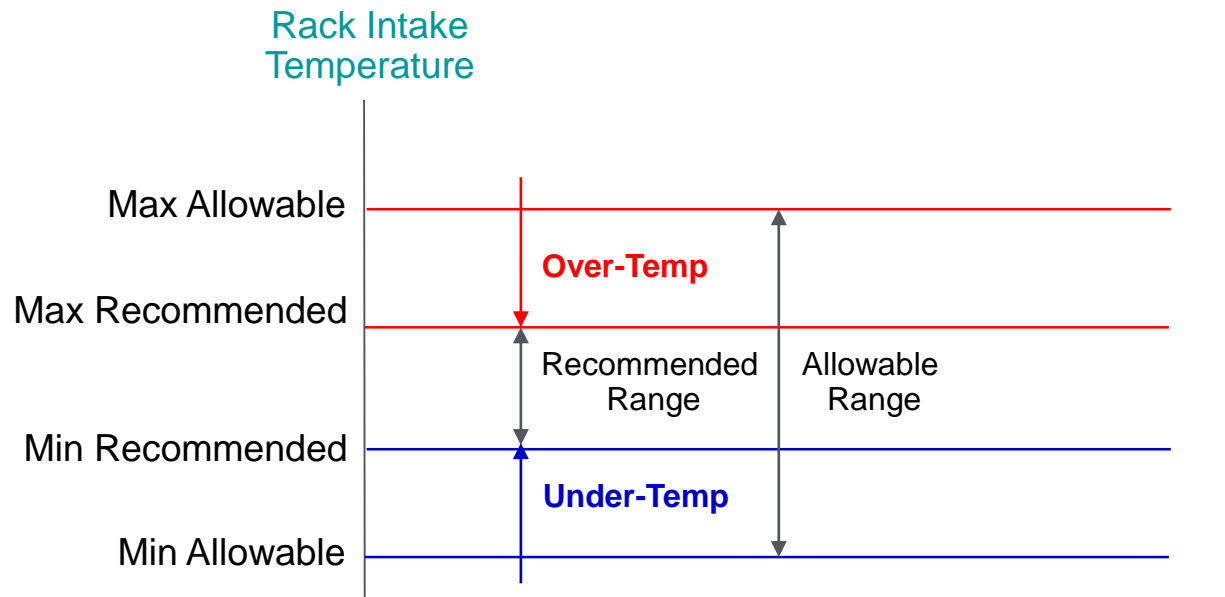 Rack Intake
Temperature
Max Allowable
Over-Temp
Max Recommended
Recommended
Range
Allowable
Range
Min Recommended
Under-Temp
Min Allowable